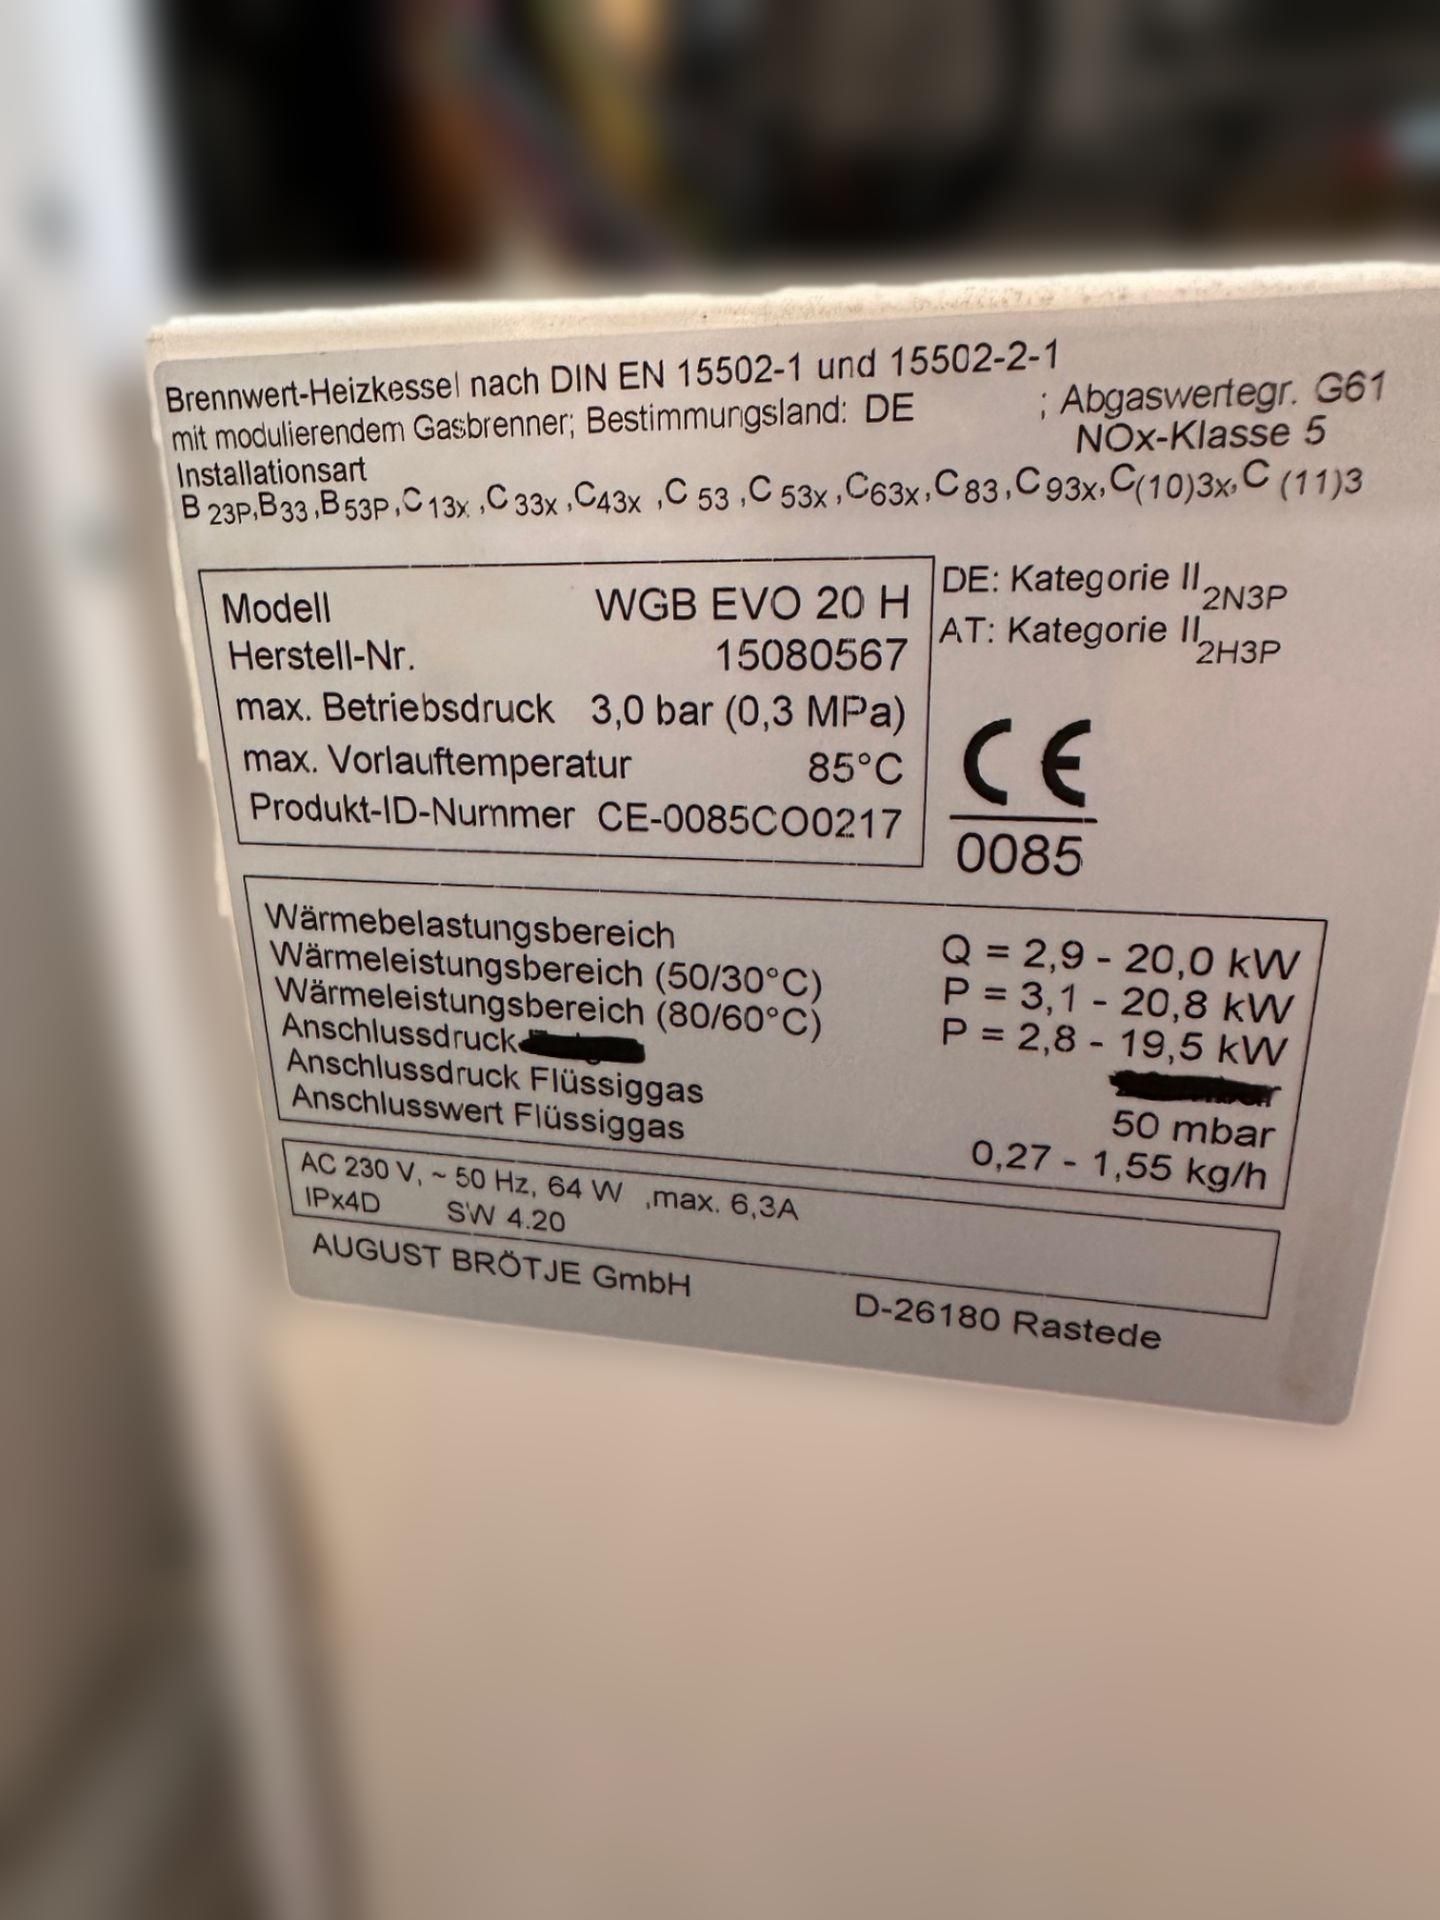 Brennwert-Heizkessel nach DIN EN 15502-1 und 15502-2-1
mit modulierendem Gasbrenner; Bestimmungsland: DE ; Abgaswertegr. G61
NOx-Klasse 5
Installationsart
B 23P, B33, B53P, C 13x, C 33x, C43x, C 53, C 53x, C63x, C 83, C 93x, C(10)3x, C (11)3
Modell WGB EVO 20 H
Herstell-Nr. 15080567
max. Betriebsdruck 3,0 bar (0,3 MPa)
max. Vorlauftemperatur 85°C
Produkt-ID-Nummer CE-0085CO0217
DE: Kategorie II 2N3P
AT: Kategorie II 2H3P
CE
0085
Wärmebelastungsbereich Q = 2,9 - 20,0 kW
Wärmeleistungsbereich (50/30°C) P = 3,1 - 20,8 kW
Wärmeleistungsbereich (80/60°C) P = 2,8 - 19,5 kW
Anschlussdruck
Anschlussdruck Flüssiggas 50 mbar
Anschlusswert Flüssiggas 0,27 - 1,55 kg/h
AC 230 V, ~ 50 Hz, 64 W ,max. 6,3A
IPx4D SW 4.20
AUGUST BRÖTJE GmbH D-26180 Rastede